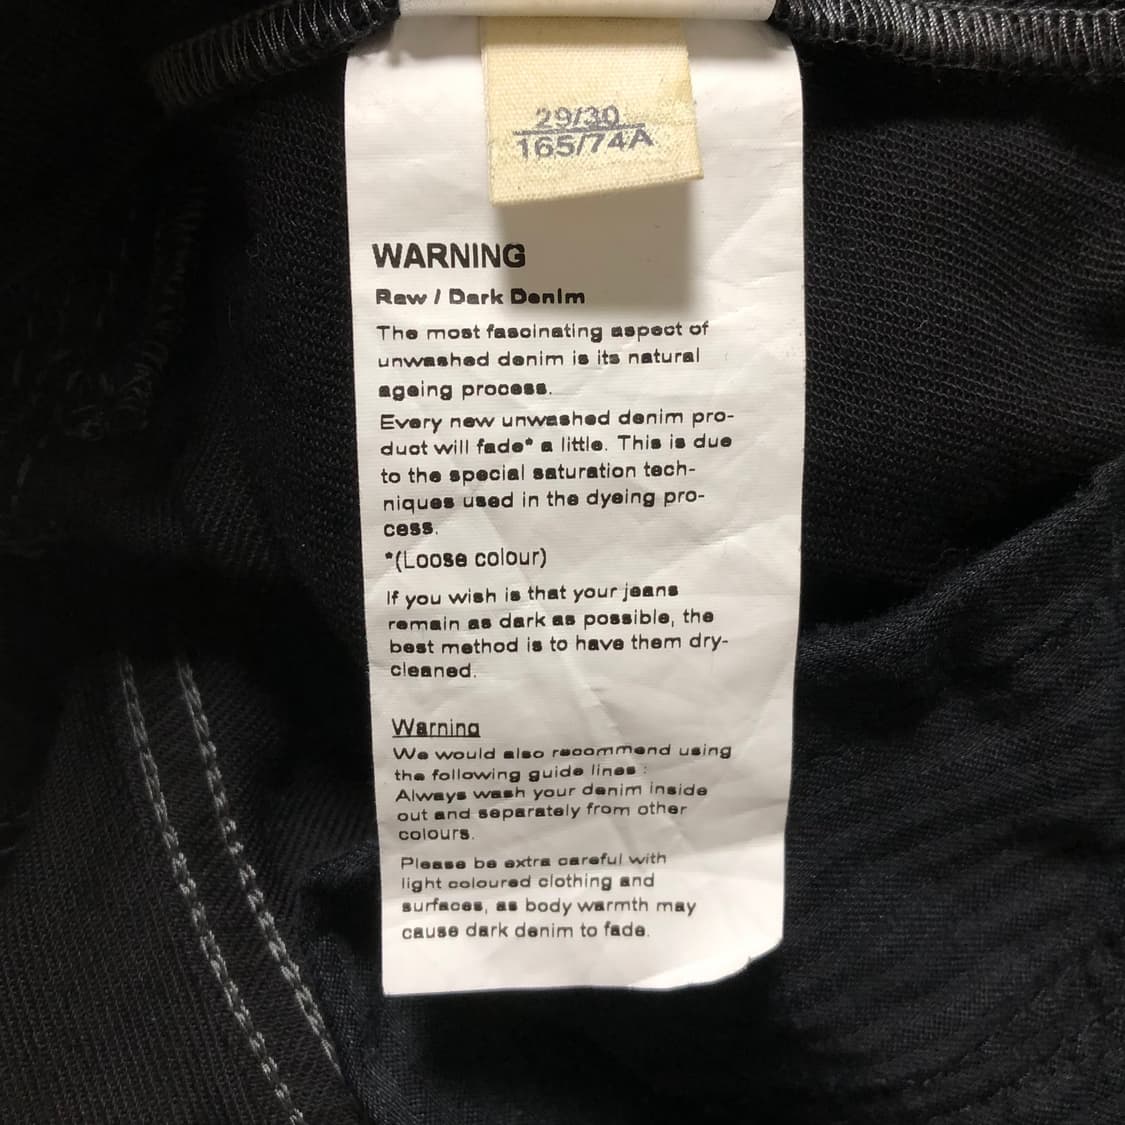 29/30
165/74A
WARNING
Raw / Dark Denim
The most fascinating aspect of
unwashed denim is its natural
ageing process.
Every new unwashed denim pro-
duct will fade* a little. This is due
to the special saturation tech-
niques used in the dyeing pro-
cess.
*(Loose colour)
If you wish is that your jeans
remain as dark as possible, the
best method is to have them dry-
cleaned.
Warning
We would also recommend using
the following guide lines :
Always wash your denim inside
out and separately from other
colours.
Please be extra careful with
light coloured clothing and
surfaces, as body warmth may
cause dark denim to fade.